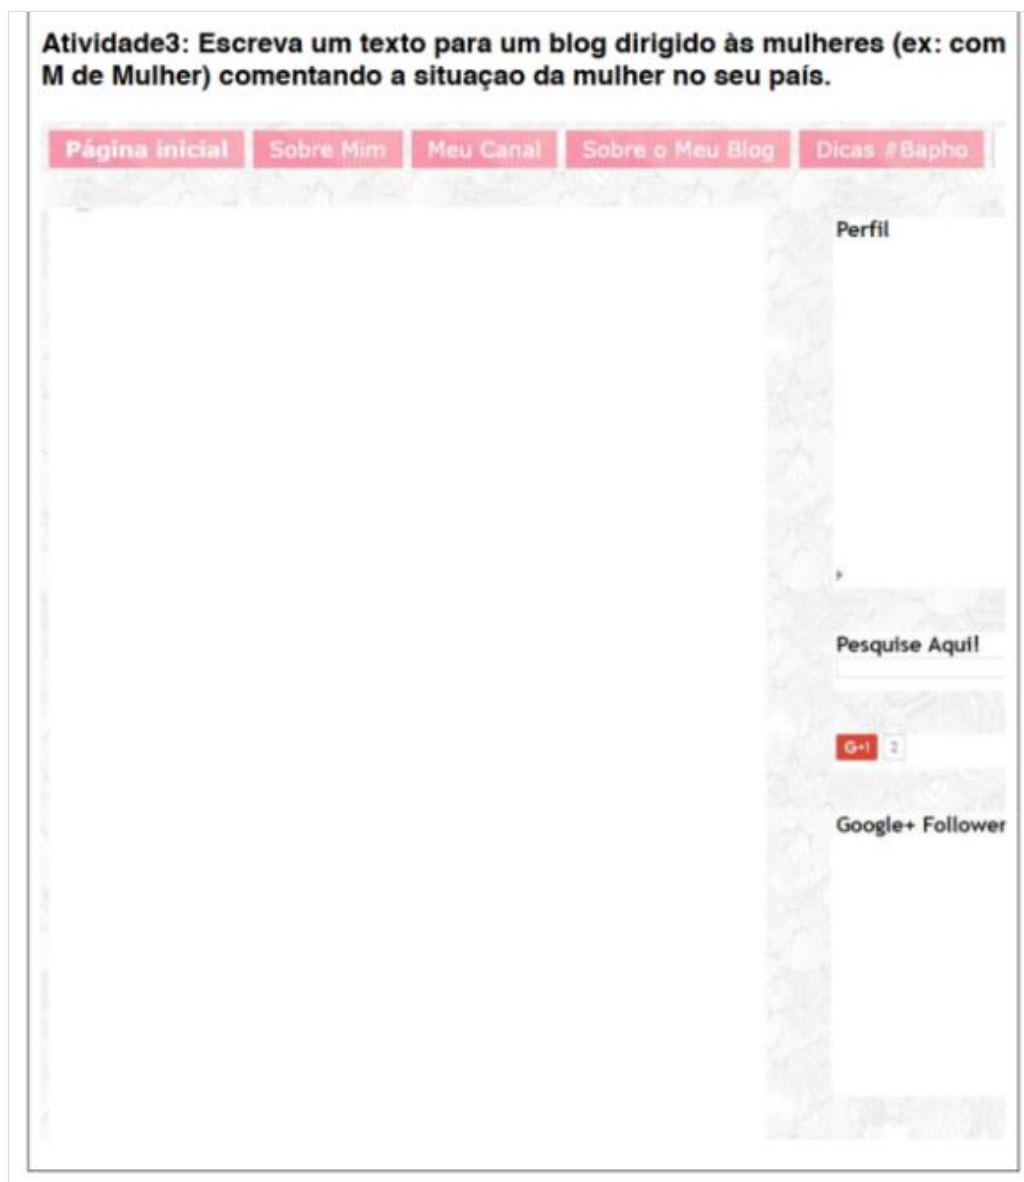 Atividade3: Escreva um texto para um blog dirigido às mulheres (ex: com
M de Mulher) comentando a situaçao da mulher no seu país.
Página inicial Sobre Mim Meu Canal Sobre o Meu Blog Dicas #Bapho
Perfil
Pesquise Aqui!
G+1 2
Google+ Follower